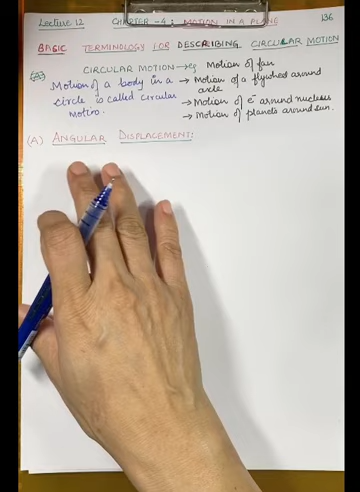 Lecture 12 CHAPTER -4: MOTION IN A PLANE 136
BASIC TERMINOLOGY FOR DESCRIBING CIRCULAR MOTION
CIRCULAR MOTION → eg Motion of fan
Motion of a body in a → Motion of a flywheel around axle
circle is called circular → Motion of e⁻ around nucleus
motion. → Motion of planets around sun.
(A) ANGULAR DISPLACEMENT: